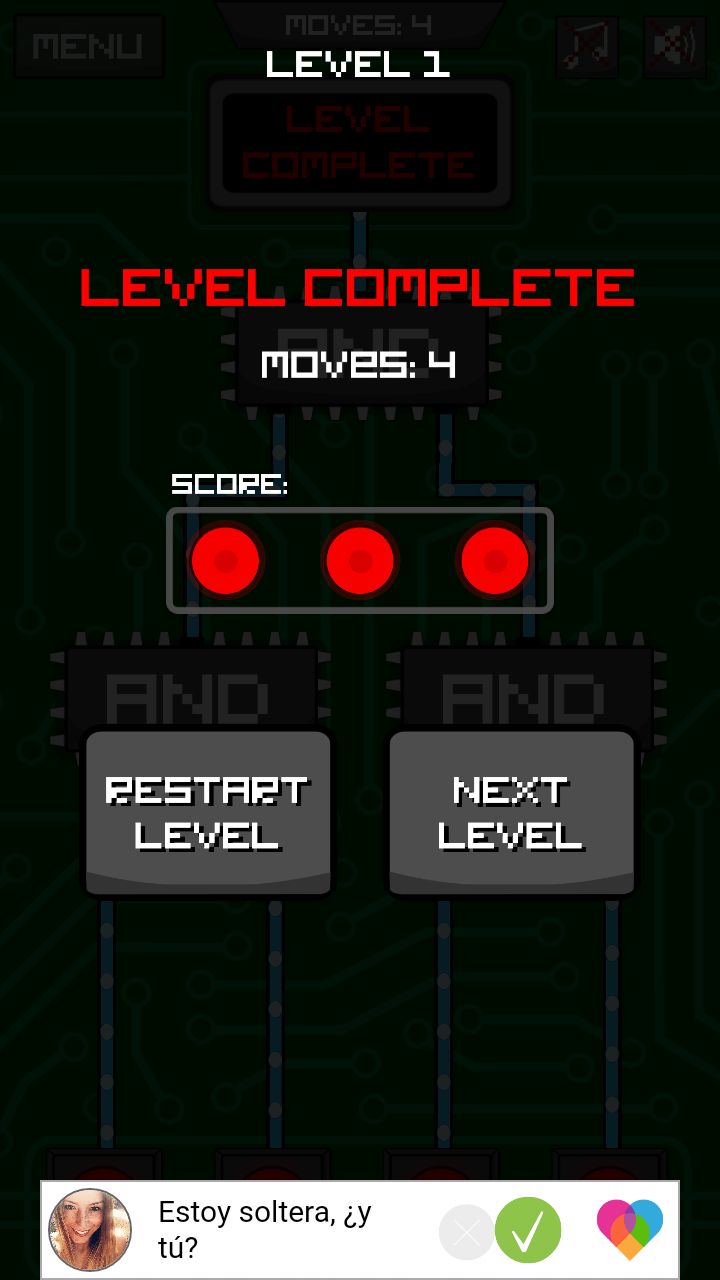 MENU
MOVES: 4
LEVEL 1
LEVEL
COMPLETE
LEVEL COMPLETE
AND
MOVES: 4
SCORE:
AND
AND
RESTART
LEVEL
NEXT
LEVEL
Estoy soltera, ¿y
tú?